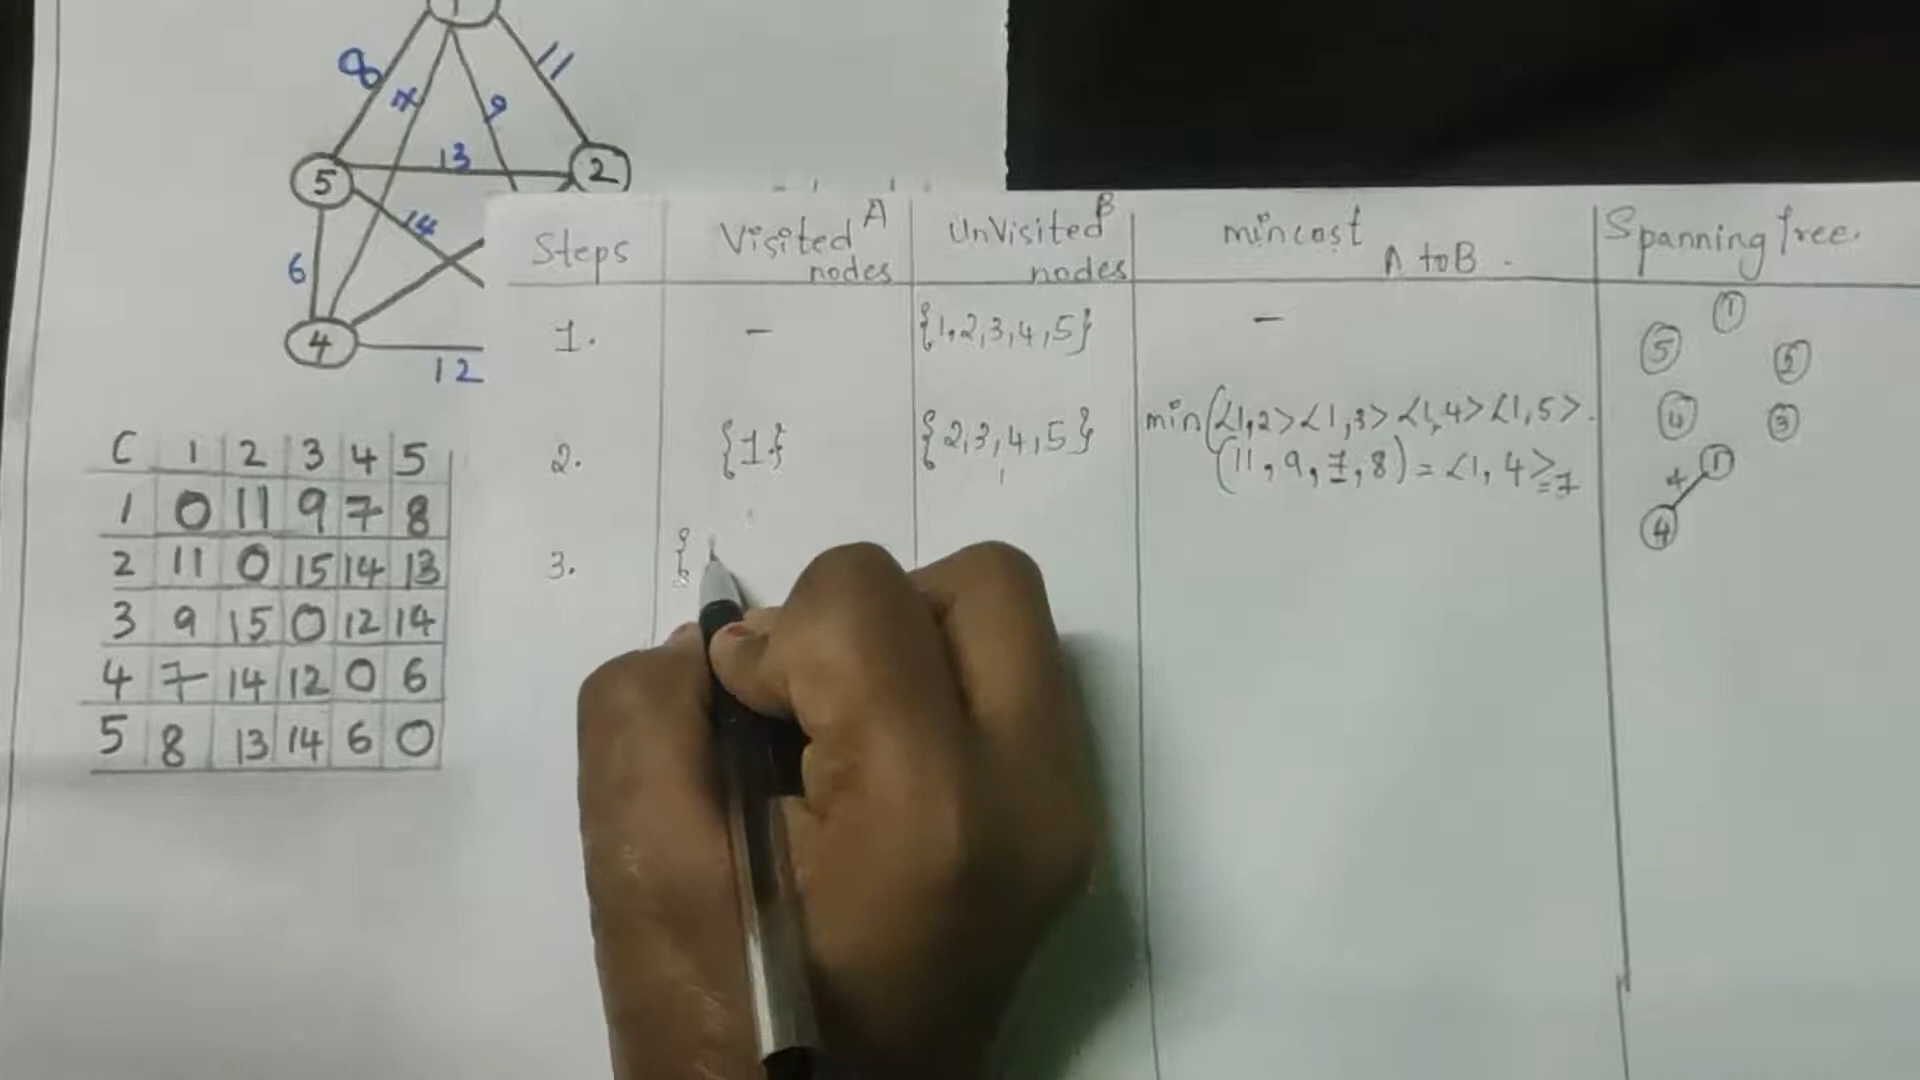 1
8
7
9
11
13
5
2
14
6
4
12
Steps
Visited A
nodes
UnVisited B
nodes
mincost
A to B.
Spanning Tree.
1.
-
{1,2,3,4,5}
-
1
5
2
4
3
2.
{1}
{2,3,4,5}
min(<1,2> <1,3> <1,4> <1,5>.
(11, 9, 7, 8) = <1, 4> = 7
1
4
3.
{
C 1 2 3 4 5
1 0 11 9 7 8
2 11 0 15 14 13
3 9 15 0 12 14
4 7 14 12 0 6
5 8 13 14 6 0